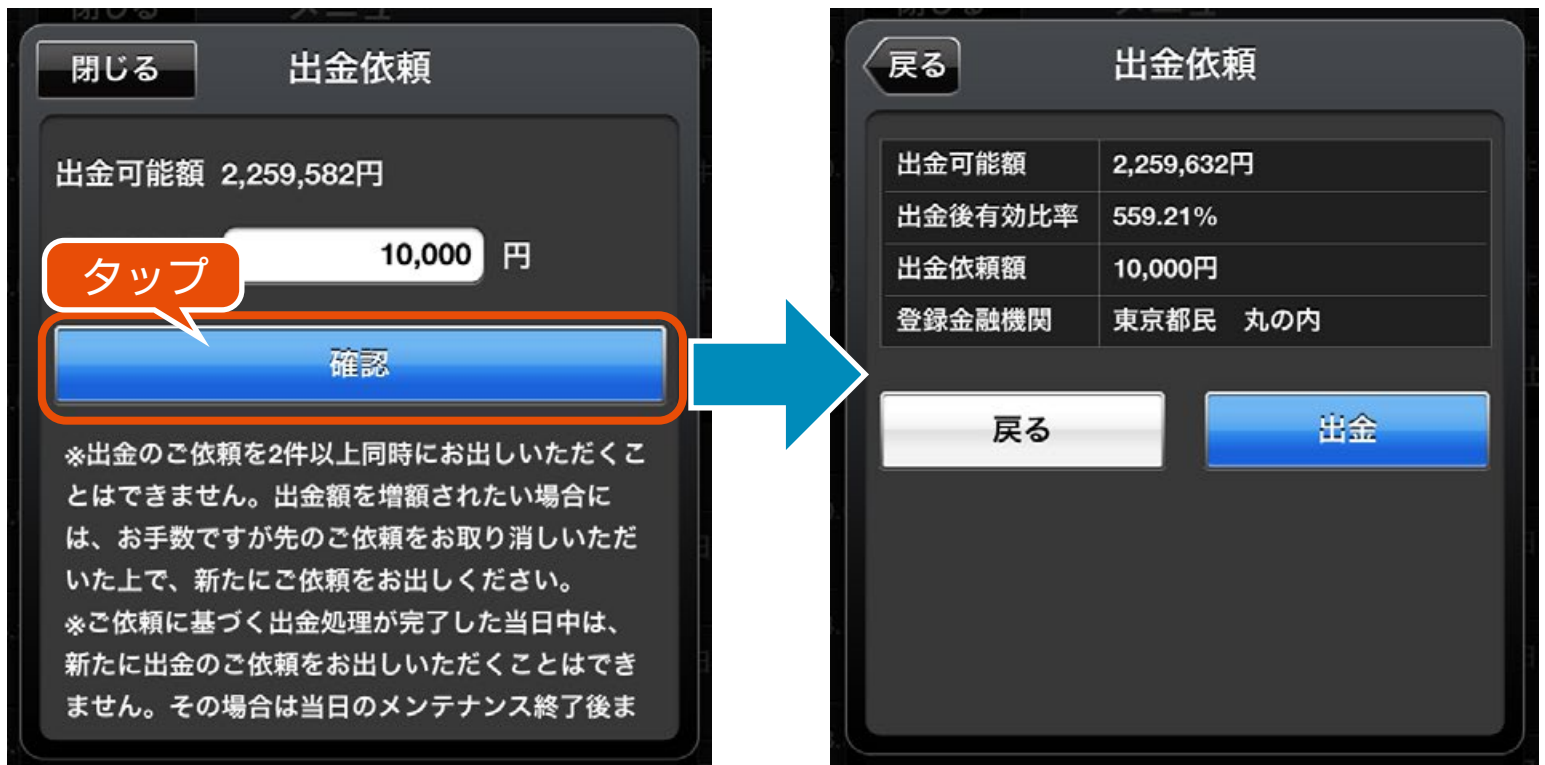 閉じる
出金依頼
出金可能額 2,259,582円
10,000 円
タップ
確認
※出金のご依頼を2件以上同時にお出しいただくこ
とはできません。出金額を増額されたい場合に
は、お手数ですが先のご依頼をお取り消しいただ
いた上で、新たにご依頼をお出しください。
※ご依頼に基づく出金処理が完了した当日中は、
新たに出金のご依頼をお出しいただくことはでき
ません。その場合は当日のメンテナンス終了後ま
戻る
出金依頼
出金可能額 2,259,632円
出金後有効比率 559.21%
出金依頼額 10,000円
登録金融機関 東京都民　丸の内
戻る
出金